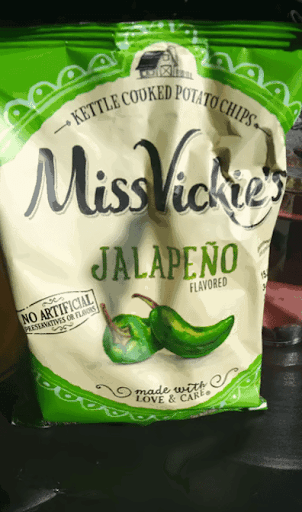 KETTLE COOKED POTATO CHIPS
Miss Vickie's
JALAPEÑO
FLAVORED
NO ARTIFICIAL
PRESERVATIVES OR FLAVORS
made with
LOVE & CARE®